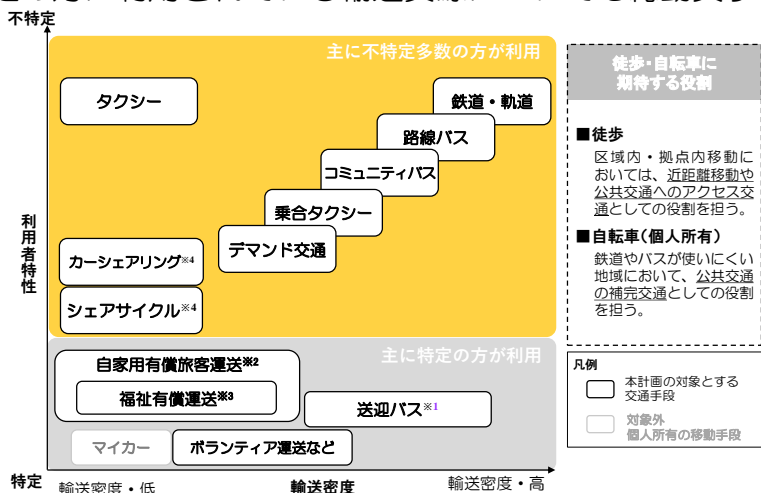 不特定
主に不特定多数の方が利用
タクシー
鉄道・軌道
路線バス
コミュニティバス
乗合タクシー
デマンド交通
カーシェアリング※4
シェアサイクル※4
利用者特性
主に特定の方が利用
自家用有償旅客運送※2
福祉有償運送※3
送迎バス※1
マイカー
ボランティア運送など
特定
輸送密度・低
輸送密度
輸送密度・高
徒歩・自転車に
期待する役割
■徒歩
区域内・拠点内移動に
おいては、近距離移動や
公共交通へのアクセス交
通としての役割を担う。
■自転車(個人所有)
鉄道やバスが使いにくい
地域において、公共交通
の補完交通としての役割
を担う。
凡例
本計画の対象とする
交通手段
対象外
個人所有の移動手段